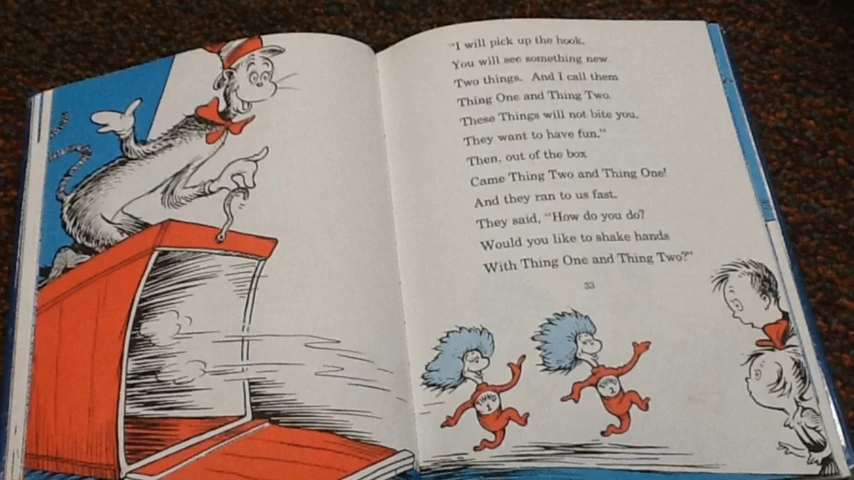 "I will pick up the hook.
You will see something new.
Two things. And I call them
Thing One and Thing Two.
These Things will not bite you.
They want to have fun."
Then, out of the box
Came Thing Two and Thing One!
And they ran to us fast.
They said, "How do you do?
Would you like to shake hands
With Thing One and Thing Two?"
33
THING
THING